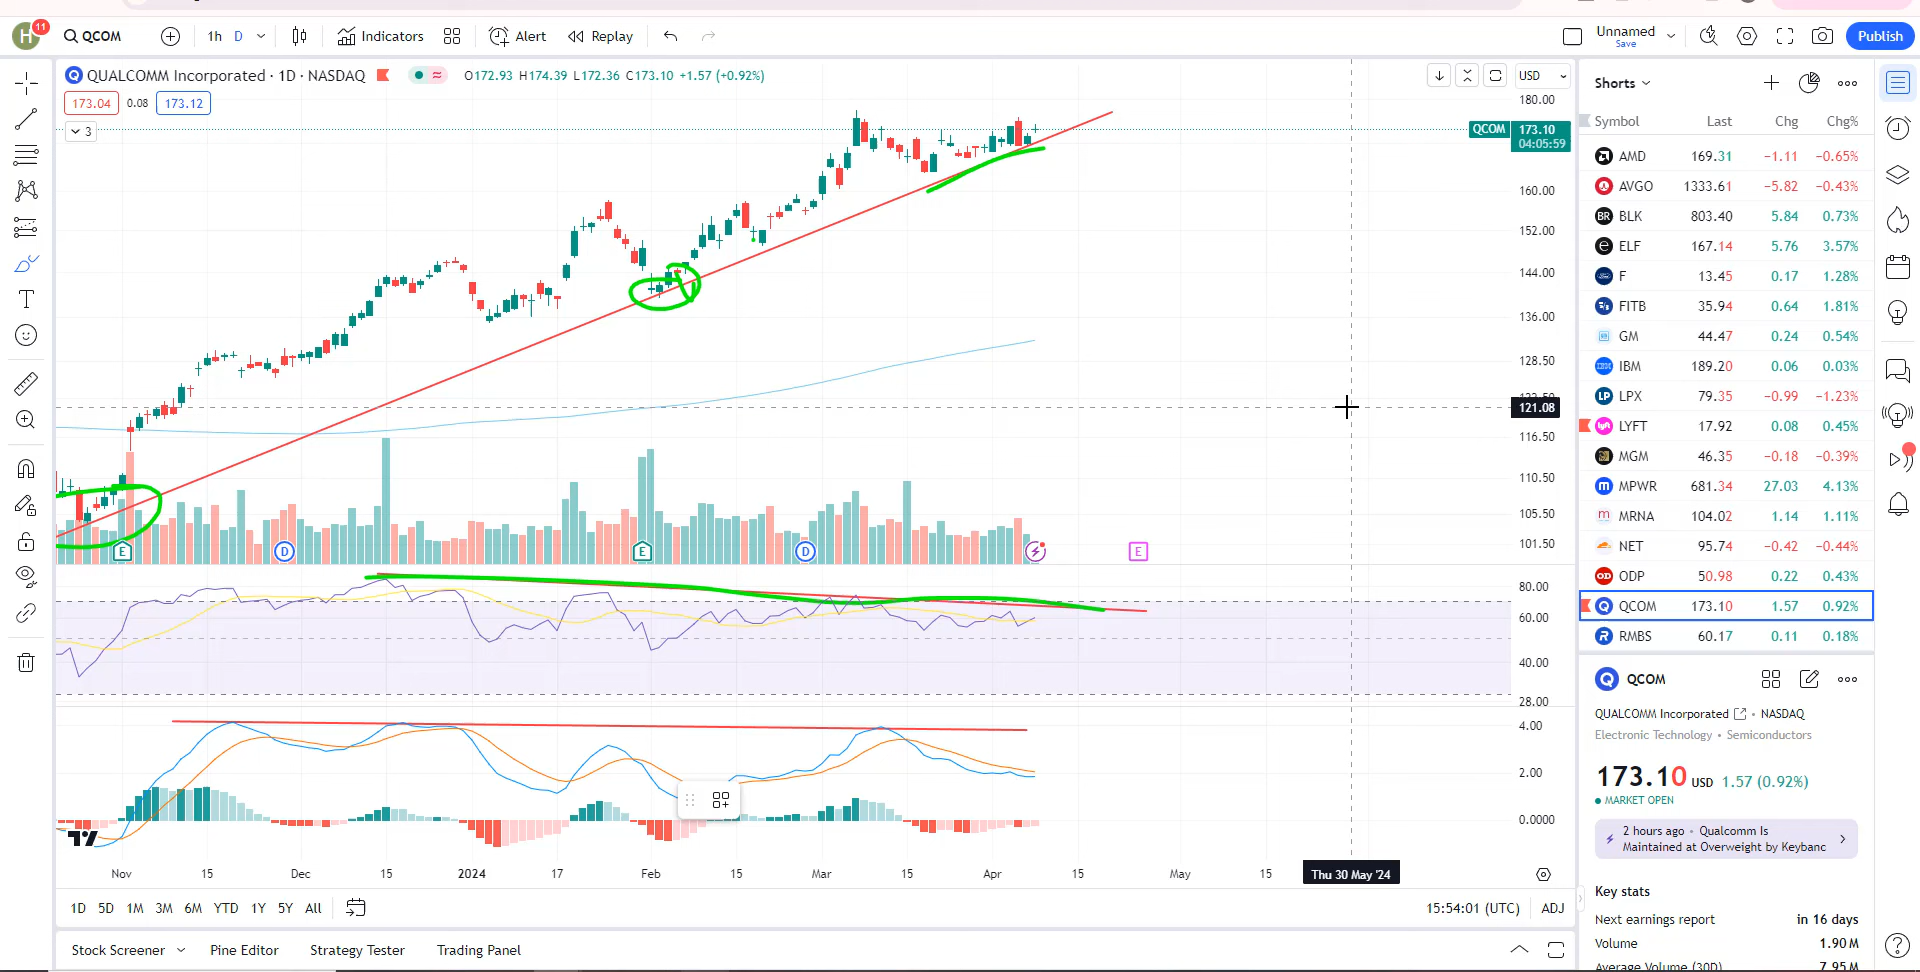 H 11 QCOM 1h D Indicators Alert Replay Unnamed Save Publish
QUALCOMM Incorporated · 1D · NASDAQ O172.93 H174.39 L172.36 C173.10 +1.57 (+0.92%)
173.04 0.08 173.12
3
USD
180.00
QCOM 173.10
04:05:59
160.00
152.00
144.00
136.00
128.50
121.08
116.50
110.50
105.50
101.50
E D E D E
80.00
60.00
40.00
28.00
4.00
2.00
0.0000
Nov 15 Dec 15 2024 17 Feb 15 Mar 15 Apr 15 May 15 Thu 30 May '24
1D 5D 1M 3M 6M YTD 1Y 5Y All 15:54:01 (UTC) ADJ
Stock Screener Pine Editor Strategy Tester Trading Panel
Shorts
Symbol Last Chg Chg%
AMD 169.31 −1.11 −0.65%
AVGO 1333.61 −5.82 −0.43%
BLK 803.40 5.84 0.73%
ELF 167.14 5.76 3.57%
F 13.45 0.17 1.28%
FITB 35.94 0.64 1.81%
GM 44.47 0.24 0.54%
IBM 189.20 0.06 0.03%
LPX 79.35 −0.99 −1.23%
LYFT 17.92 0.08 0.45%
MGM 46.35 −0.18 −0.39%
MPWR 681.34 27.03 4.13%
MRNA 104.02 1.14 1.11%
NET 95.74 −0.42 −0.44%
ODP 50.98 0.22 0.43%
QCOM 173.10 1.57 0.92%
RMBS 60.17 0.11 0.18%
QCOM
QUALCOMM Incorporated • NASDAQ
Electronic Technology • Semiconductors
173.10 USD 1.57 (0.92%)
MARKET OPEN
2 hours ago • Qualcomm Is
Maintained at Overweight by Keybanc
Key stats
Next earnings report in 16 days
Volume 1.90 M
Average Volume (30D) 7.95 M